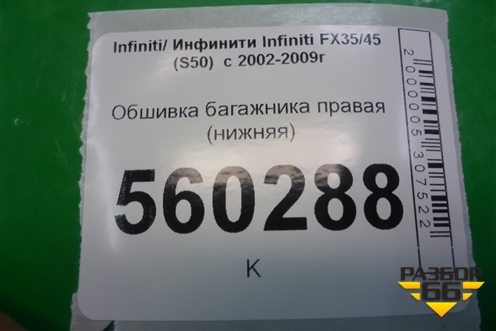 Infiniti/ Инфинити Infiniti FX35/45
(S50) с 2002-2009г
Обшивка багажника правая
(нижняя)
560288
К
2000005307522
РАЗБОР
66